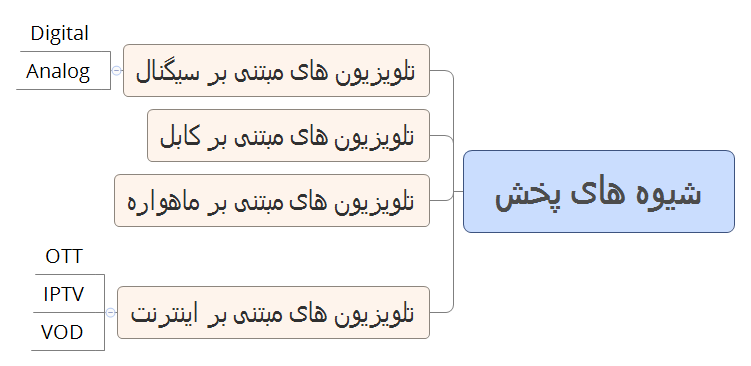 شیوه های پخش
تلویزیون های مبتنی بر سیگنال
Digital
Analog
تلویزیون های مبتنی بر کابل
تلویزیون های مبتنی بر ماهواره
تلویزیون های مبتنی بر اینترنت
OTT
IPTV
VOD